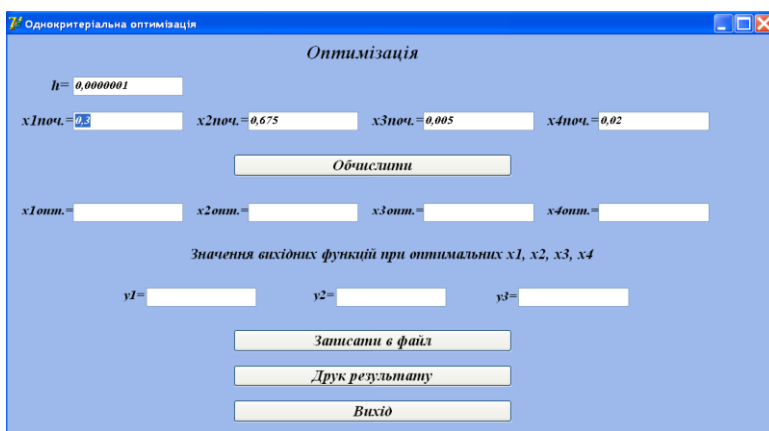 Однокритеріальна оптимізація
Оптимізація
h= 0,0000001
x1поч.= 0,3 x2поч.= 0,675 x3поч.= 0,005 x4поч.= 0,02
Обчислити
x1опт.= x2опт.= x3опт.= x4опт.=
Значення вихідних функцій при оптимальних x1, x2, x3, x4
y1= y2= y3=
Записати в файл
Друк результату
Вихід